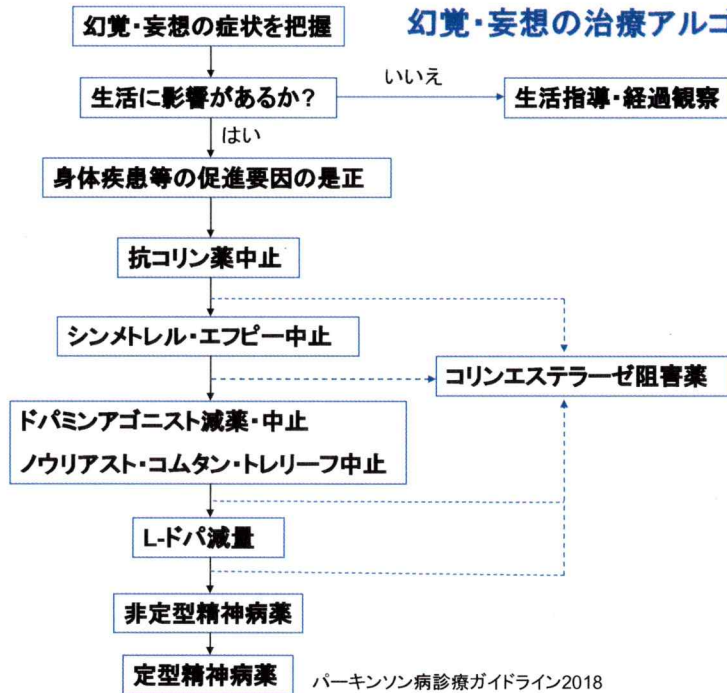 幻覚・妄想の治療アルゴ
幻覚・妄想の症状を把握
生活に影響があるか?
いいえ
生活指導・経過観察
はい
身体疾患等の促進要因の是正
抗コリン薬中止
シンメトレル・エフピー中止
コリンエステラーゼ阻害薬
ドパミンアゴニスト減薬・中止
ノウリアスト・コムタン・トレリーフ中止
L-ドパ減量
非定型精神病薬
定型精神病薬
パーキンソン病診療ガイドライン2018